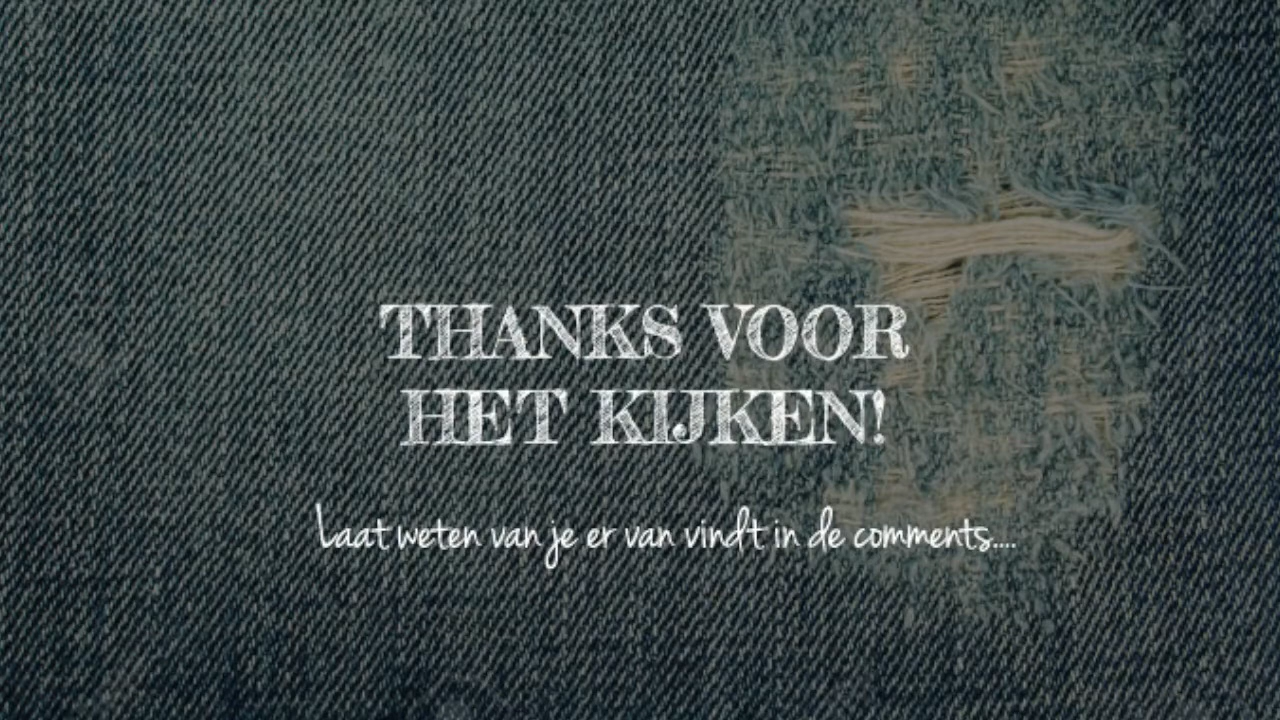 THANKS VOOR
HET KIJKEN!
Laat weten van je er van vindt in de comments....